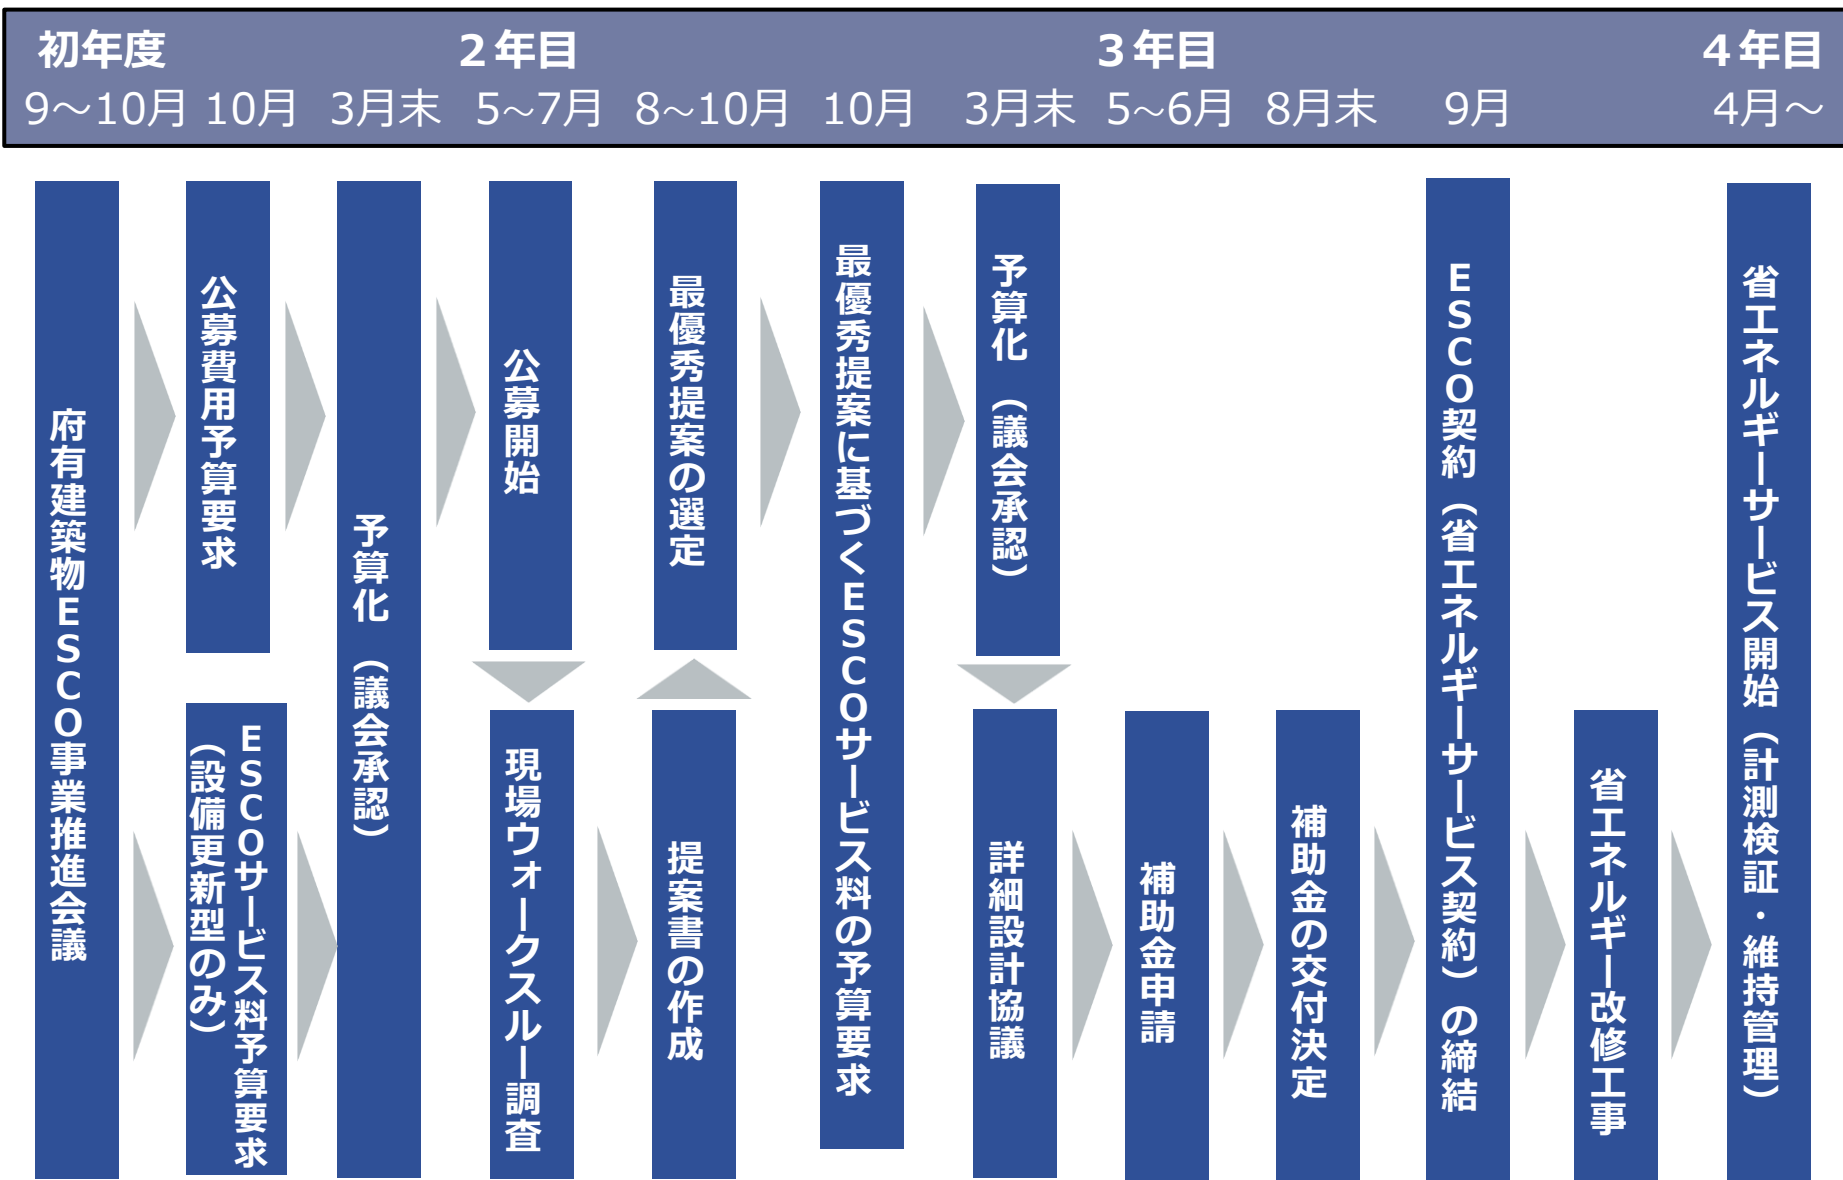 初年度 2年目 3年目 4年目
9～10月 10月 3月末 5～7月 8～10月 10月 3月末 5～6月 8月末 9月 4月～
府有建築物ESCO事業推進会議
公募費用予算要求
ESCOサービス料予算要求
（設備更新型のみ）
予算化（議会承認）
公募開始
現場ウォークスルー調査
最優秀提案の選定
提案書の作成
最優秀提案に基づくESCOサービス料の予算要求
予算化（議会承認）
詳細設計協議
補助金申請
補助金の交付決定
ESCO契約（省エネルギーサービス契約）の締結
省エネルギー改修工事
省エネルギーサービス開始（計測検証・維持管理）